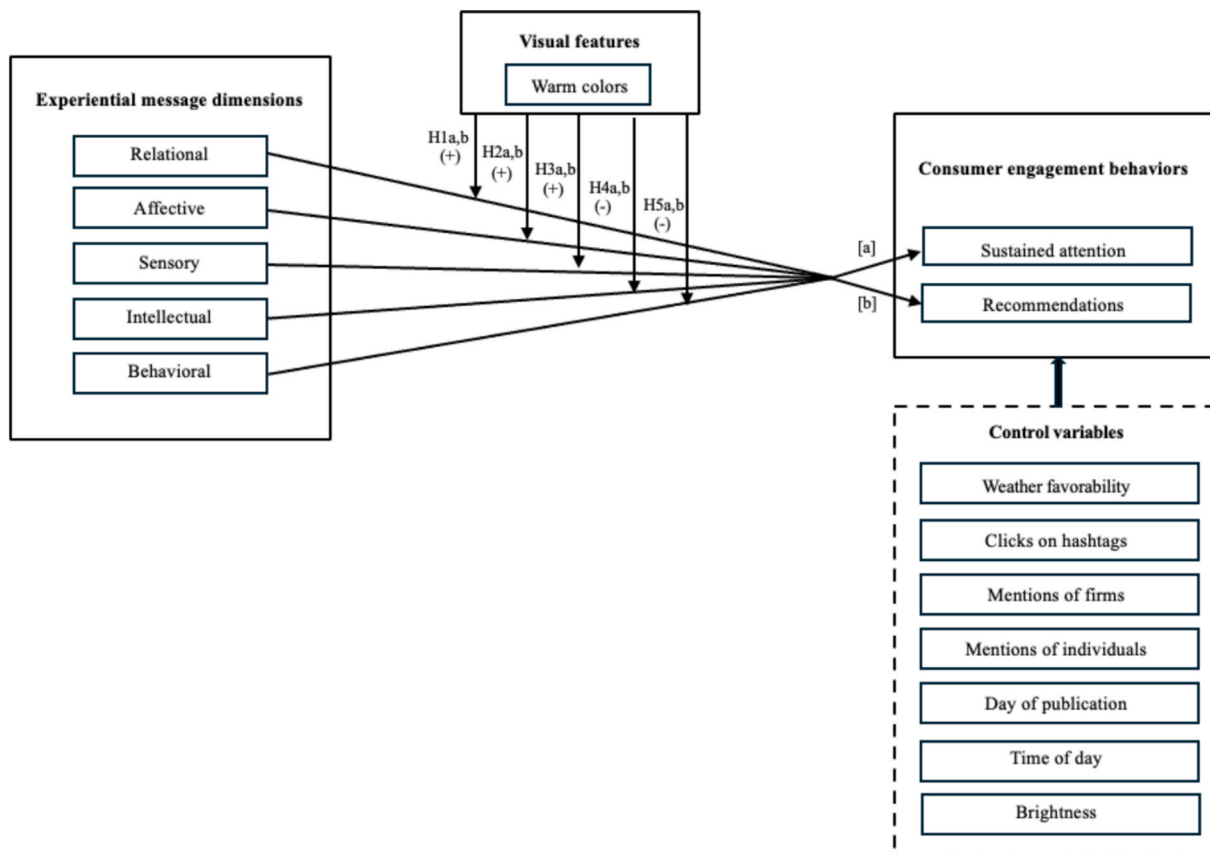 Visual features
Warm colors
Experiential message dimensions
Relational
Affective
Sensory
Intellectual
Behavioral
H1a,b
(+)
H2a,b
(+)
H3a,b
(+)
H4a,b
(-)
H5a,b
(-)
[a]
[b]
Consumer engagement behaviors
Sustained attention
Recommendations
Control variables
Weather favorability
Clicks on hashtags
Mentions of firms
Mentions of individuals
Day of publication
Time of day
Brightness